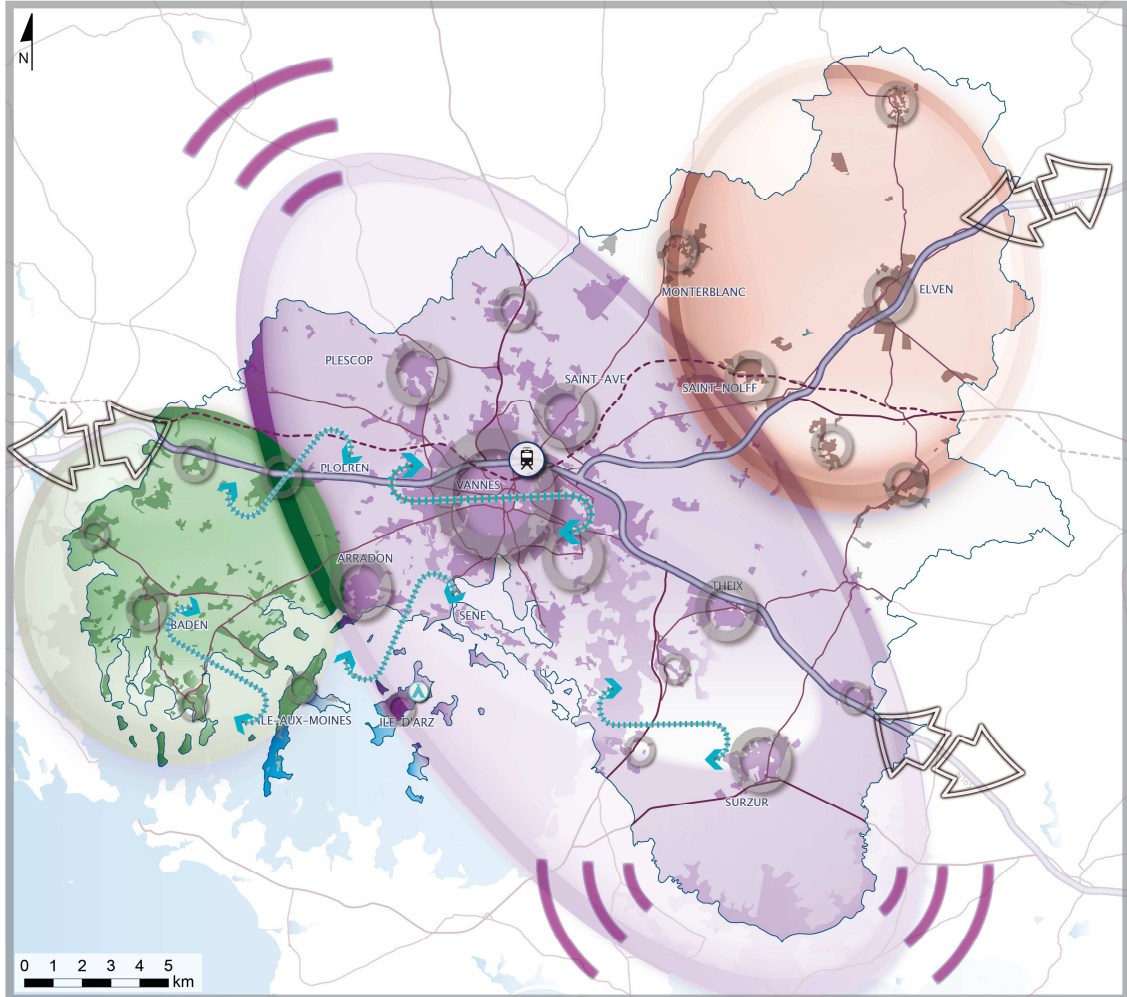 N
N166
ELVEN
MONTERBLANC
PLESCOP
SAINT-AVE
SAINT-NOLFF
PLOEREN
VANNES
ARRADON
THEIX
SENE
BADEN
ILE-AUX-MOINES
ILE-D'ARZ
SURZUR
0 1 2 3 4 5
km